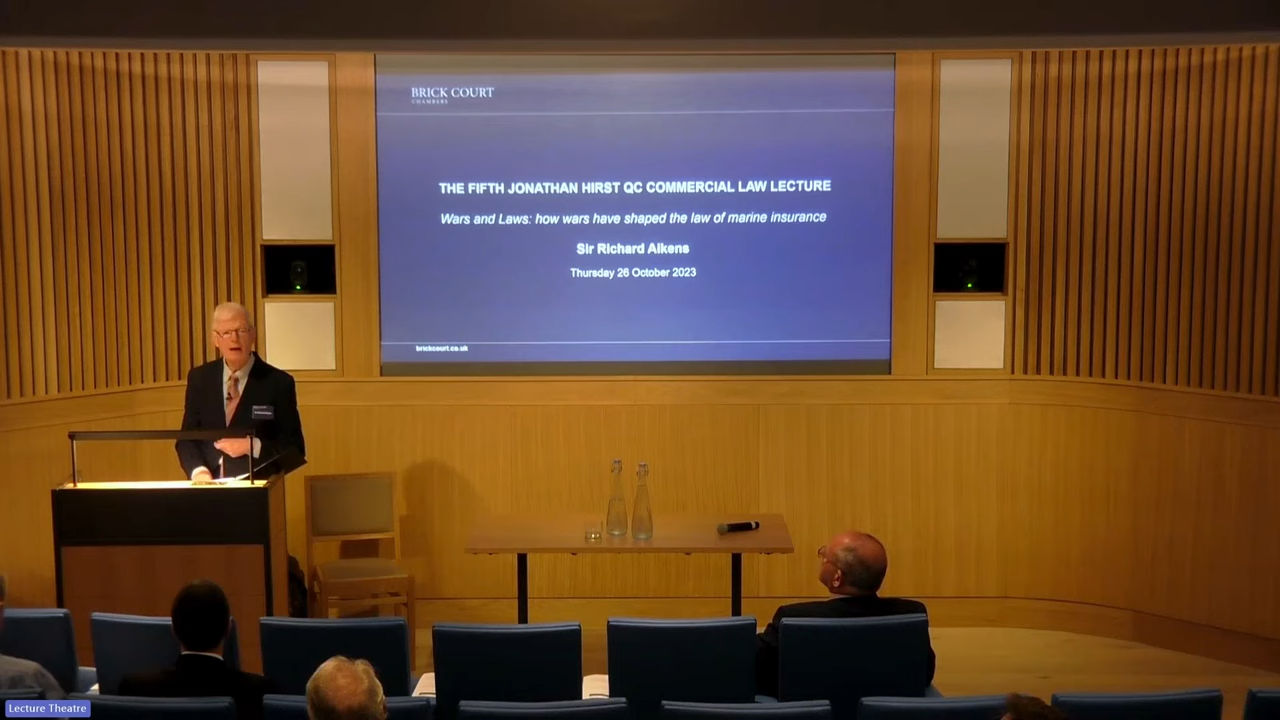 BRICK COURT
CHAMBERS
THE FIFTH JONATHAN HIRST QC COMMERCIAL LAW LECTURE
Wars and Laws: how wars have shaped the law of marine insurance
Sir Richard Aikens
Thursday 26 October 2023
brickcourt.co.uk
Lecture Theatre